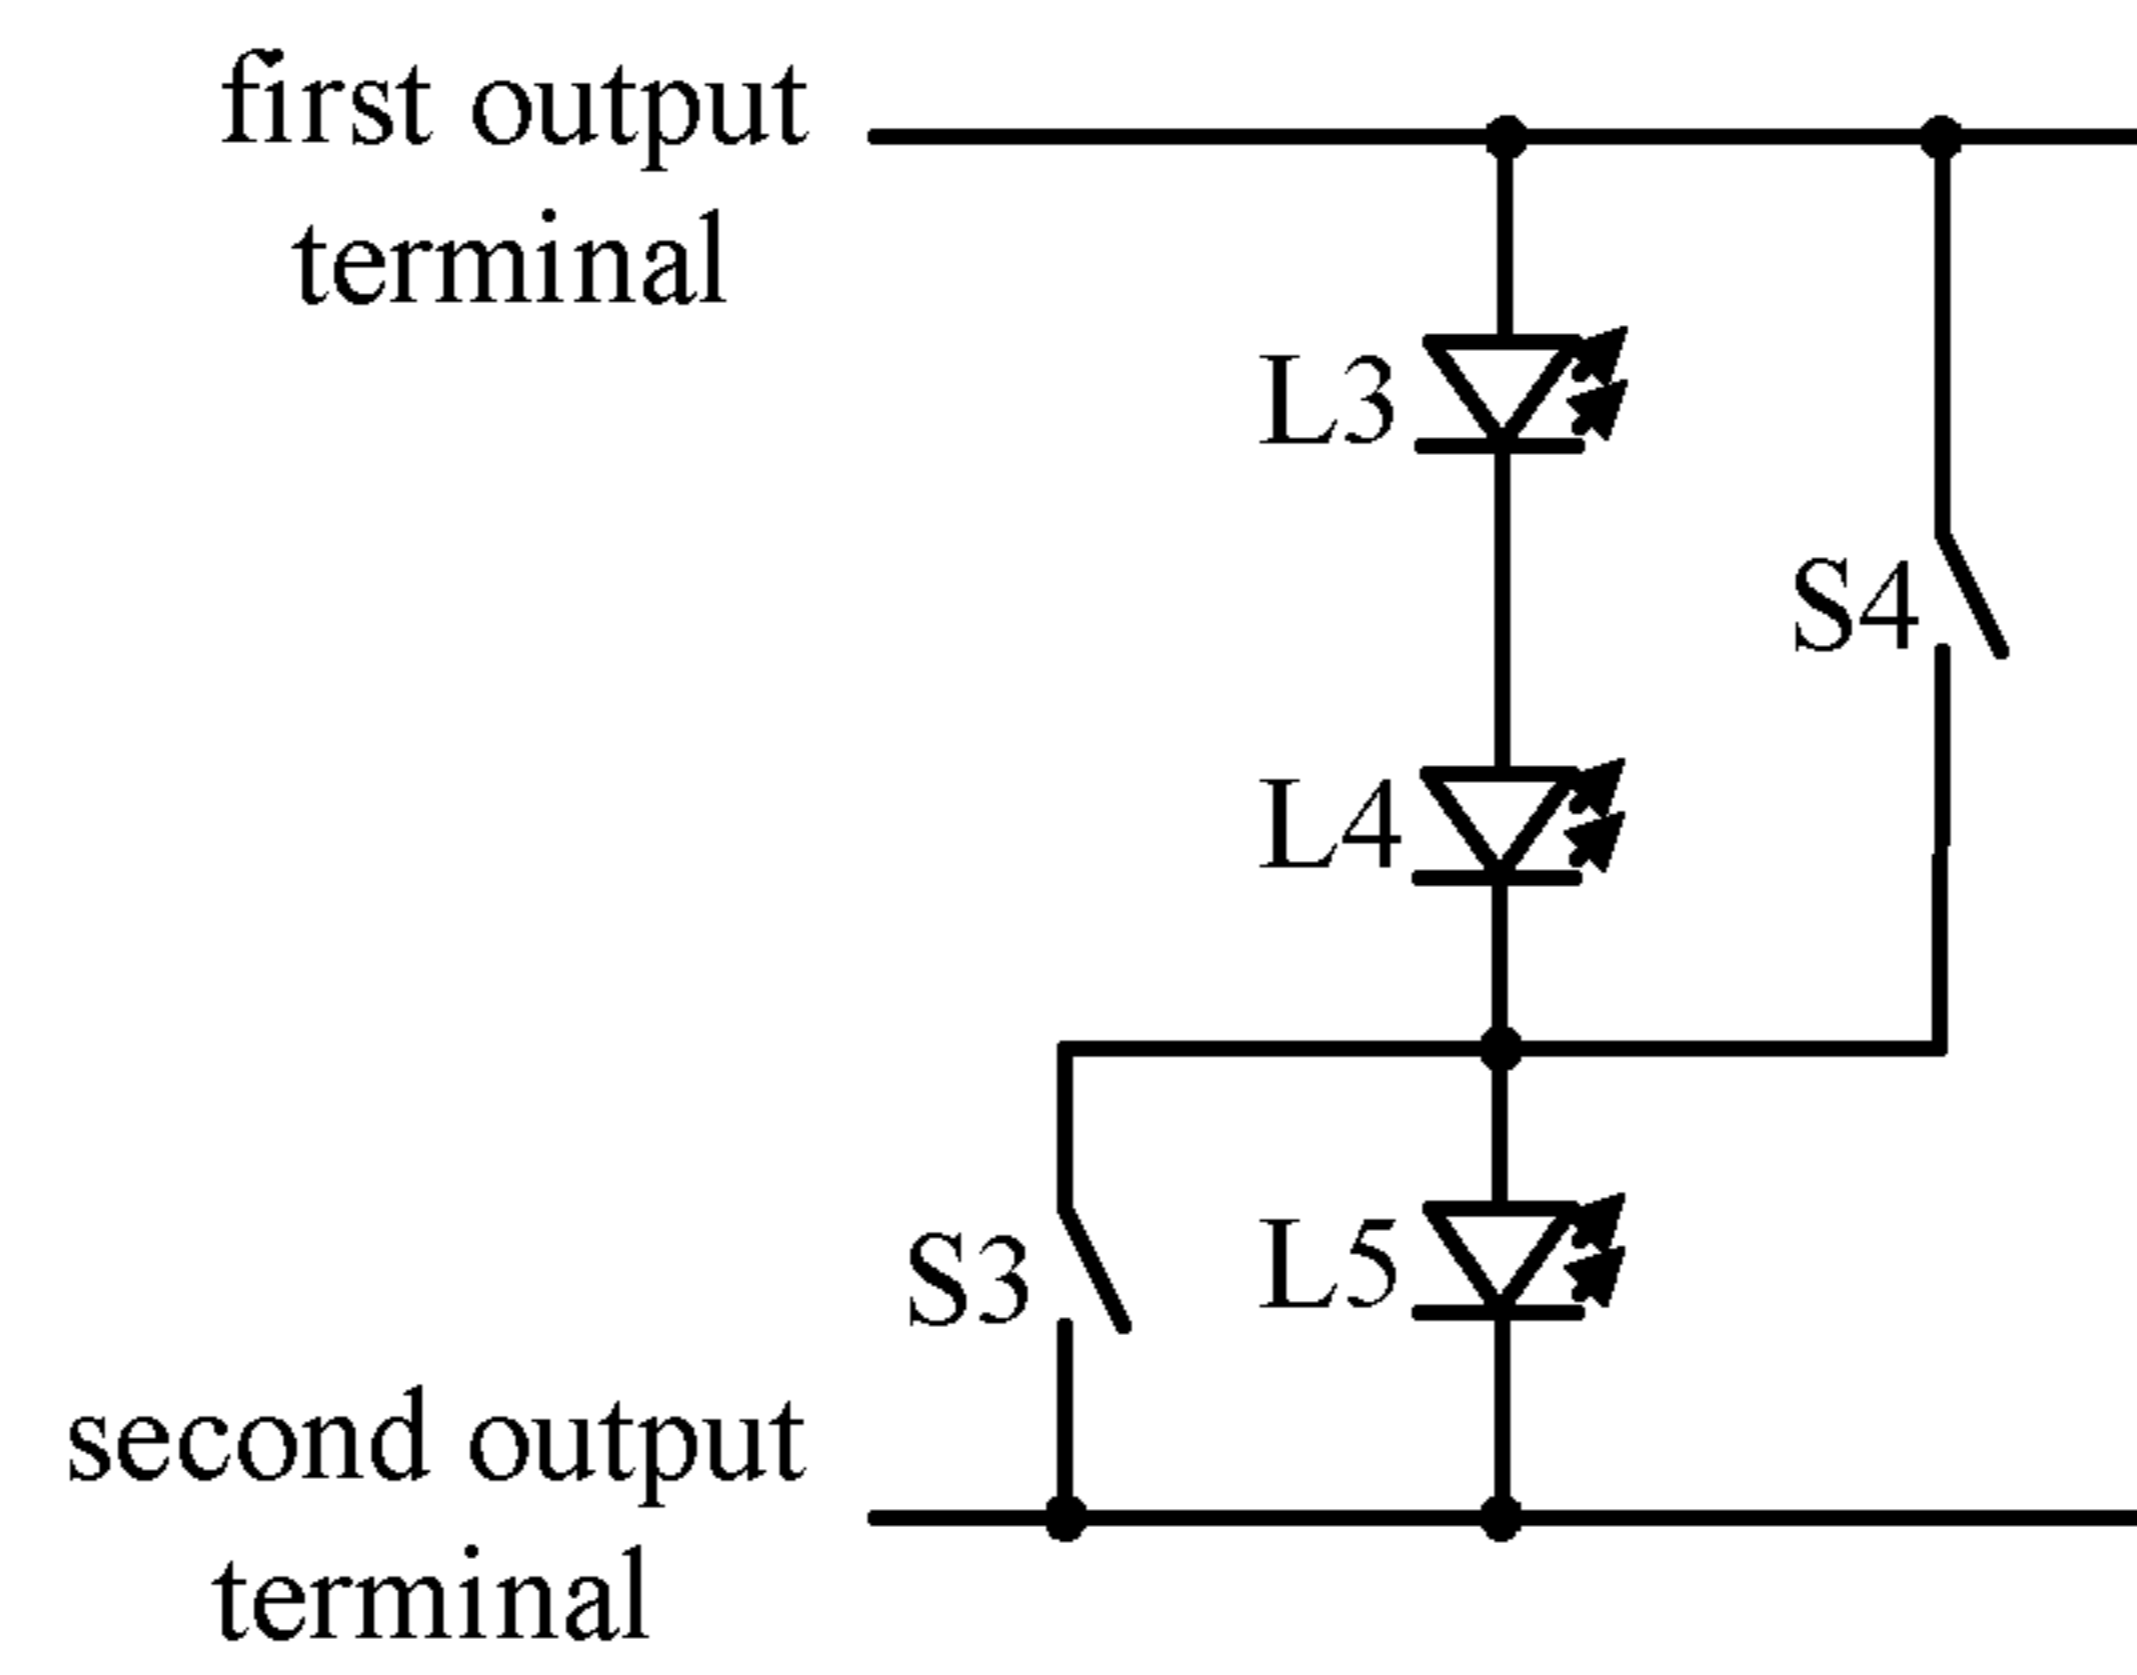 first output
terminal
L3
S4
L4
S3
L5
second output
terminal